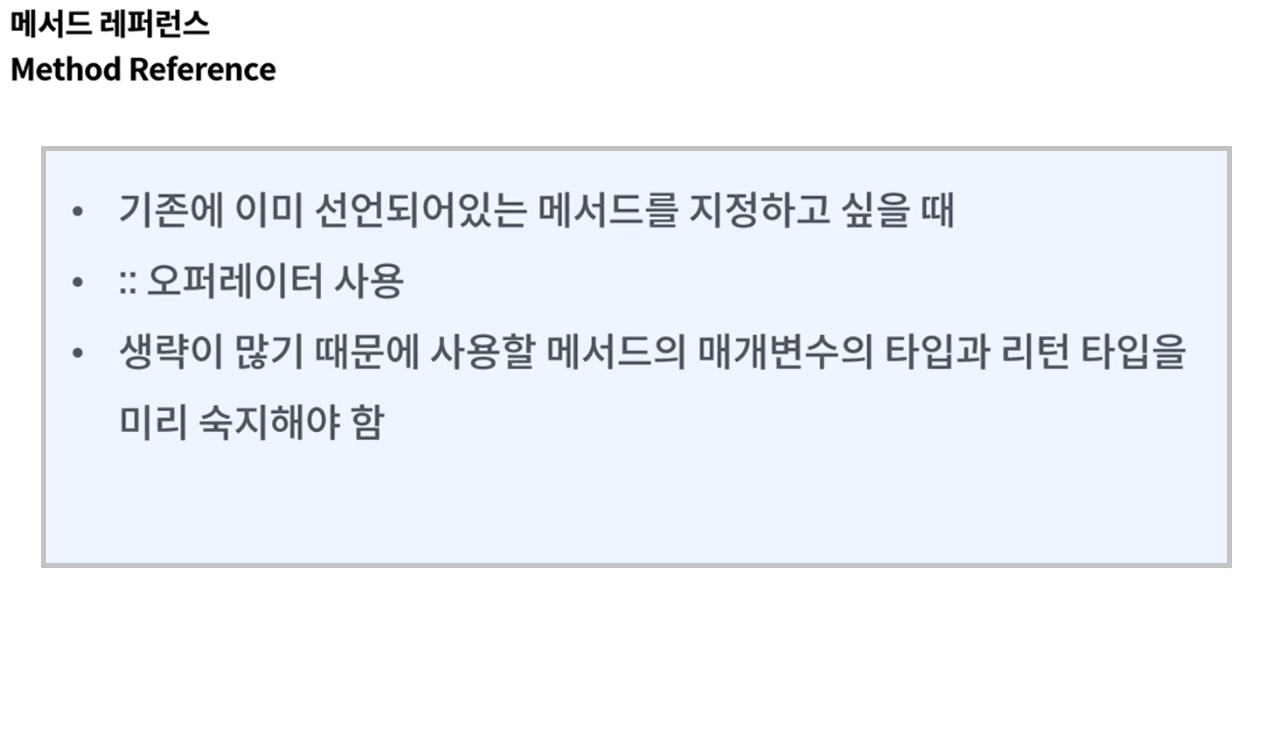 메서드 레퍼런스
Method Reference
• 기존에 이미 선언되어있는 메서드를 지정하고 싶을 때
• :: 오퍼레이터 사용
• 생략이 많기 때문에 사용할 메서드의 매개변수의 타입과 리턴 타입을
미리 숙지해야 함